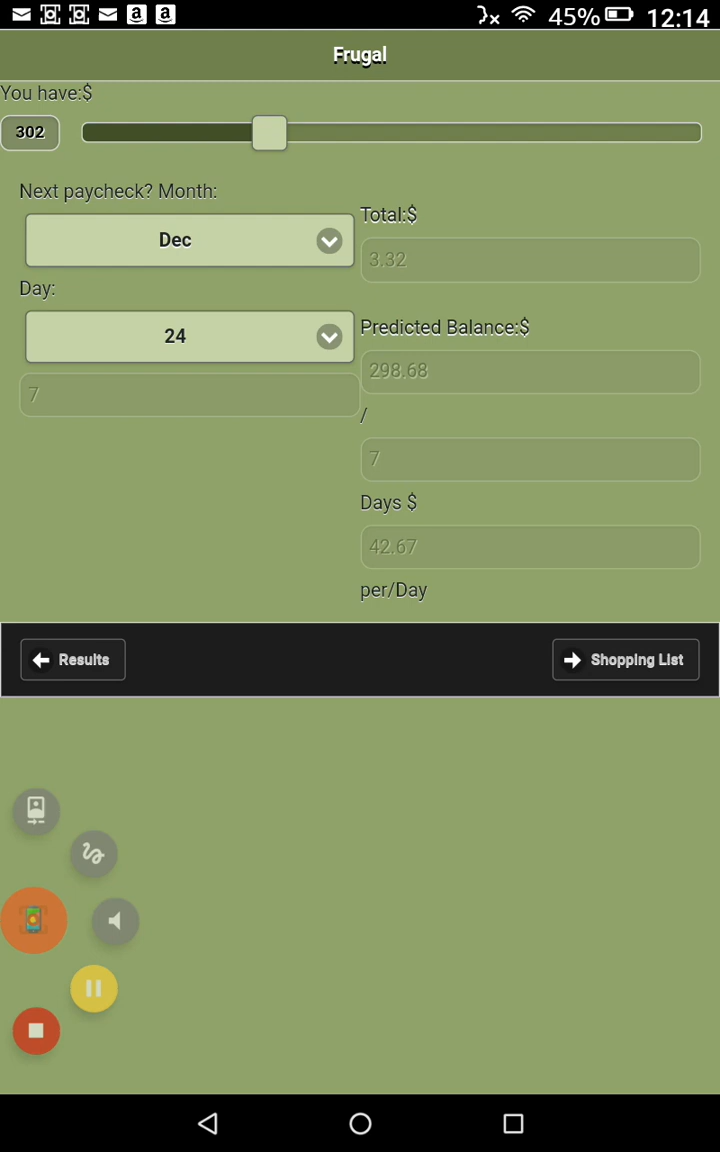 45% 12:14
Frugal
You have:$
302
Next paycheck? Month:
Dec
Day:
24
7
Total:$
3.32
Predicted Balance:$
298.68
/
7
Days $
42.67
per/Day
Results
Shopping List